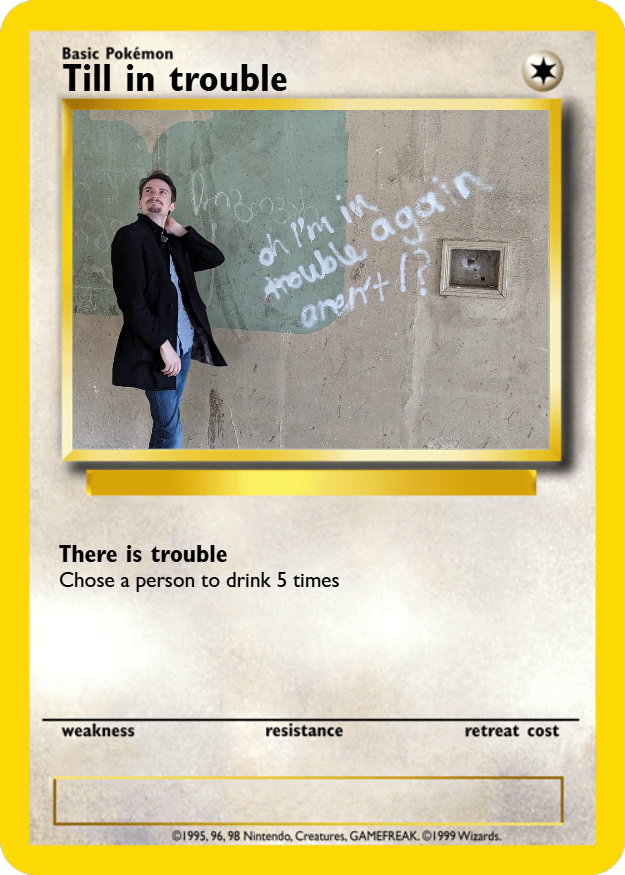 Basic Pokémon
Till in trouble
oh I'm in
trouble again
aren't I?
There is trouble
Chose a person to drink 5 times
weakness resistance retreat cost
©1995, 96, 98 Nintendo, Creatures, GAMEFREAK. ©1999 Wizards.